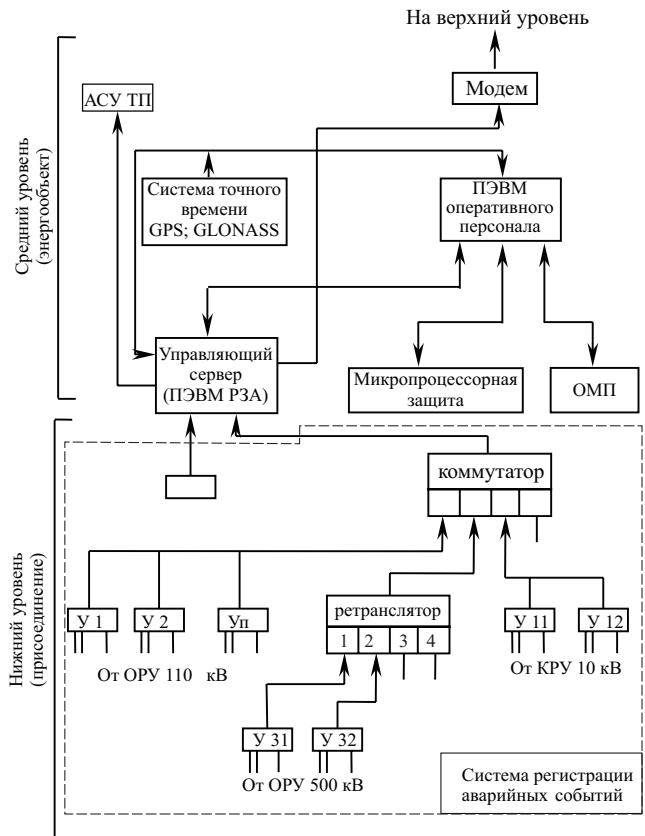 На верхний уровень
Модем
АСУ ТП
Средний уровень
(энергообъект)
Система точного
времени
GPS; GLONASS
ПЭВМ
оперативного
персонала
Управляющий
сервер
(ПЭВМ РЗА)
Микропроцессорная
защита
ОМП
Нижний уровень
(присоединение)
коммутатор
У 1
У 2
Уп
ретранслятор
1 2 3 4
У 11
У 12
От ОРУ 110 кВ
От КРУ 10 кВ
У 31
У 32
От ОРУ 500 кВ
Система регистрации
аварийных событий